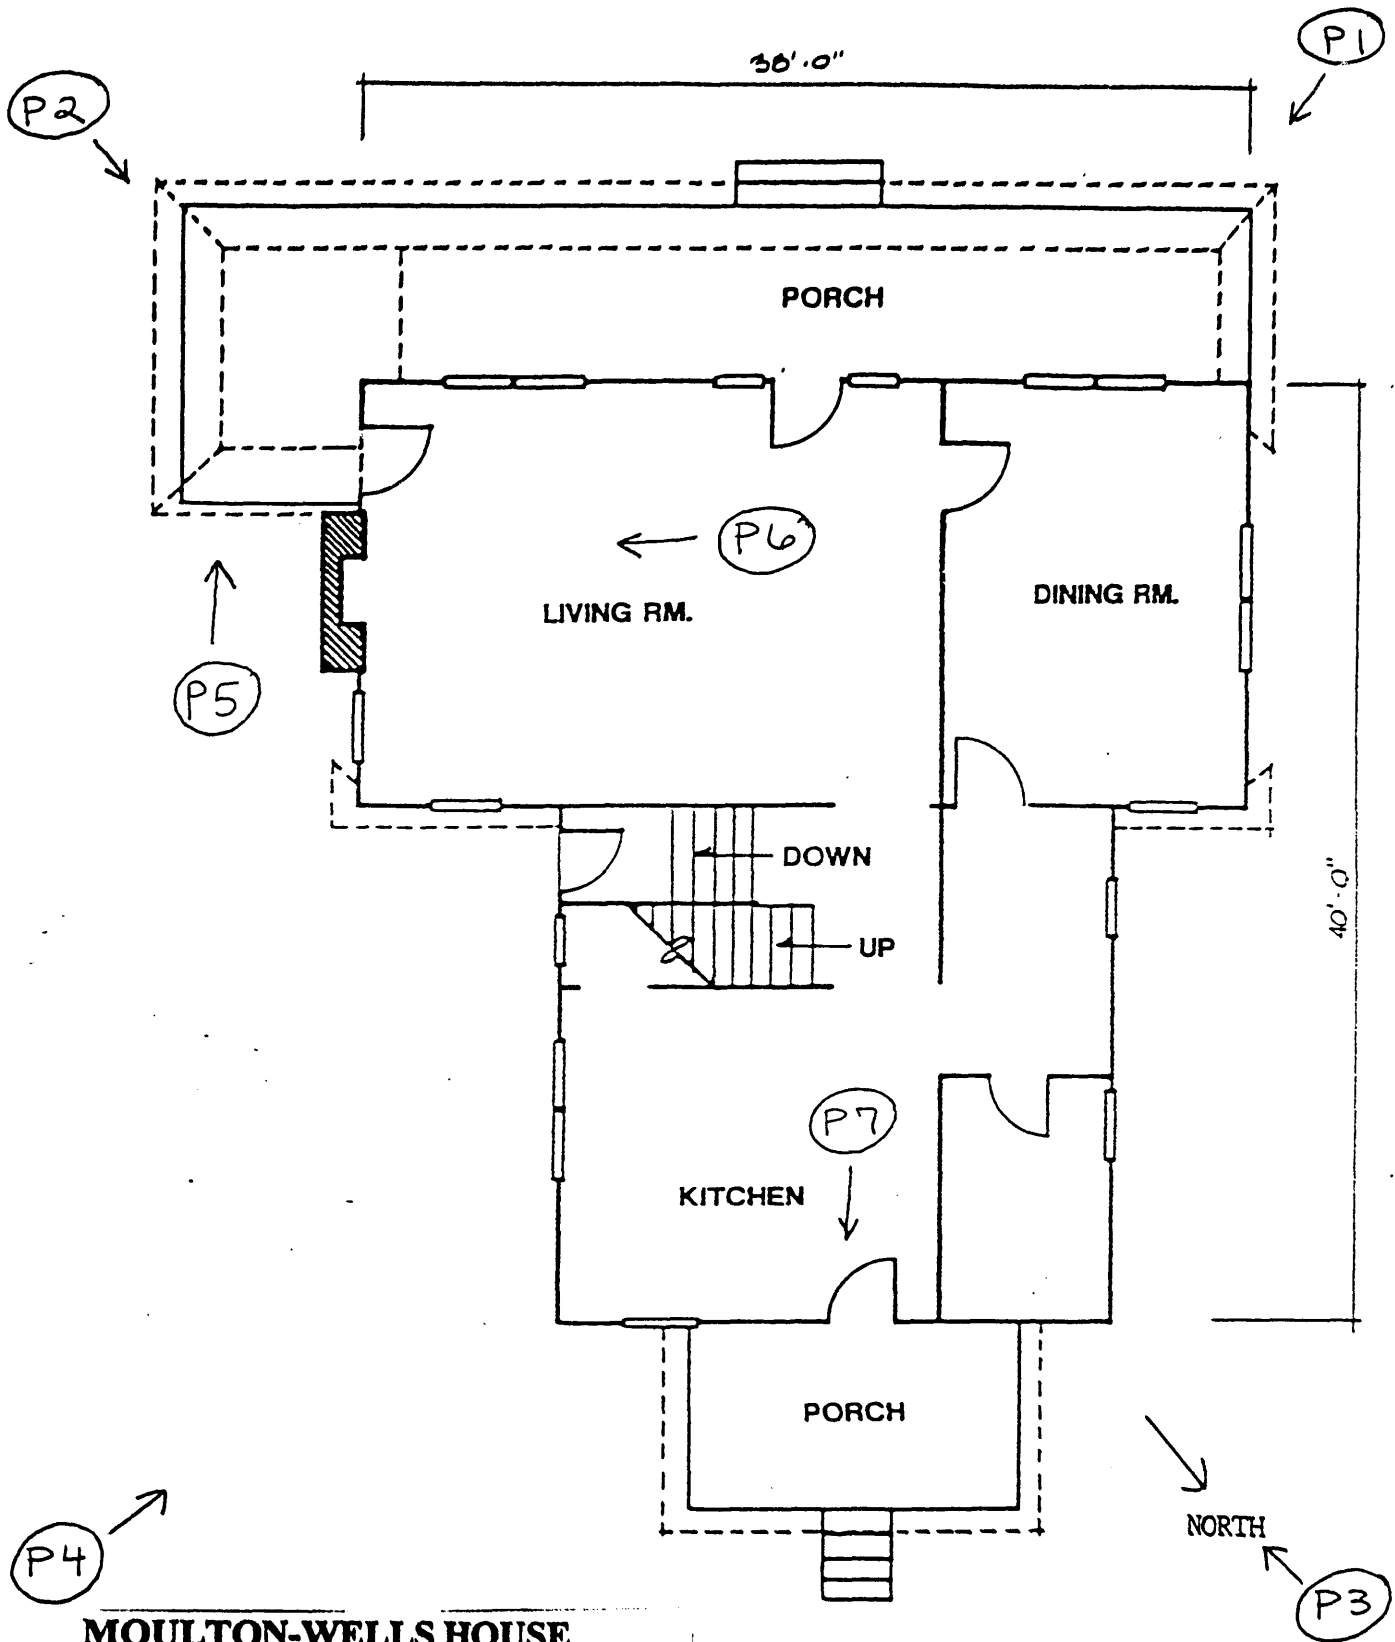 P1
38'.0"
P2
PORCH
P6
DINING RM.
LIVING RM.
P5
DOWN
40'.0"
UP
P7
KITCHEN
PORCH
NORTH
P4
P3
MOULTON-WELLS HOUSE